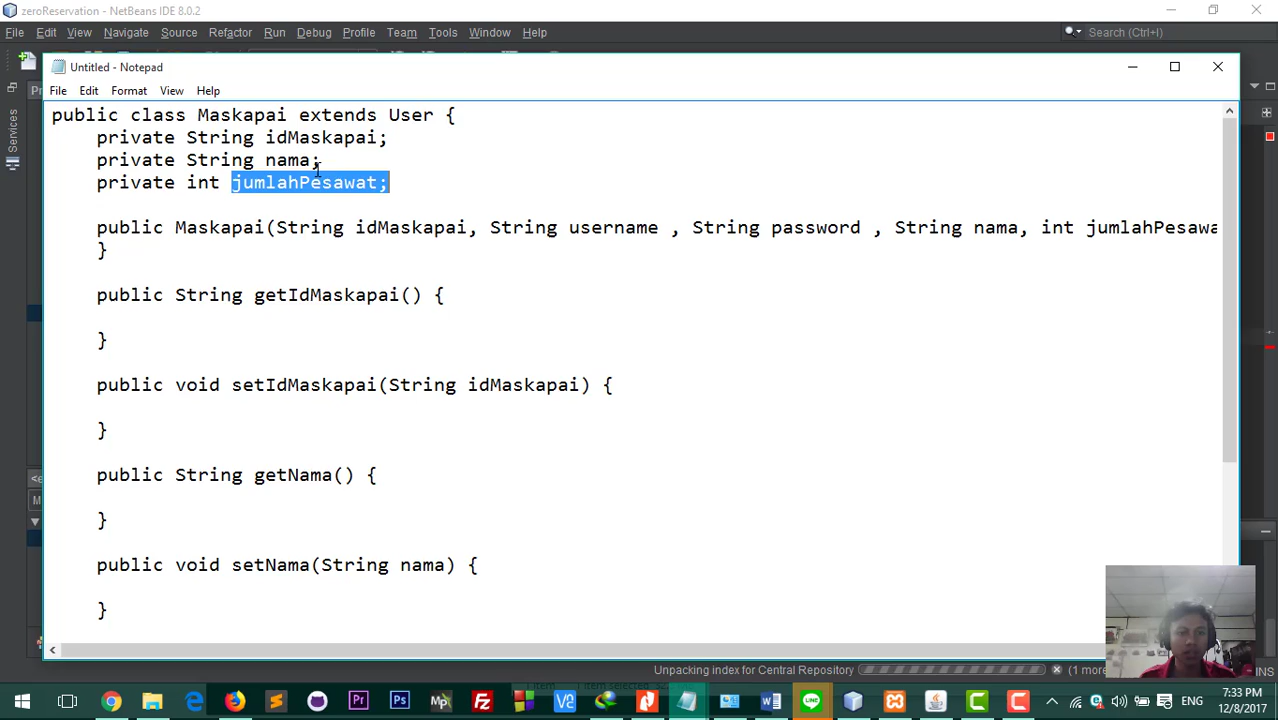 zeroReservation - NetBeans IDE 8.0.2
File Edit View Navigate Source Refactor Run Debug Profile Team Tools Window Help
Search (Ctrl+I)
Untitled - Notepad
File Edit Format View Help
public class Maskapai extends User {
private String idMaskapai;
private String nama;
private int jumlahPesawat;
public Maskapai(String idMaskapai, String username , String password , String nama, int jumlahPesawa
}
public String getIdMaskapai() {
}
public void setIdMaskapai(String idMaskapai) {
}
public String getNama() {
}
public void setNama(String nama) {
}
Services
Unpacking index for Central Repository
(1 more
INS
ENG
7:33 PM
12/8/2017